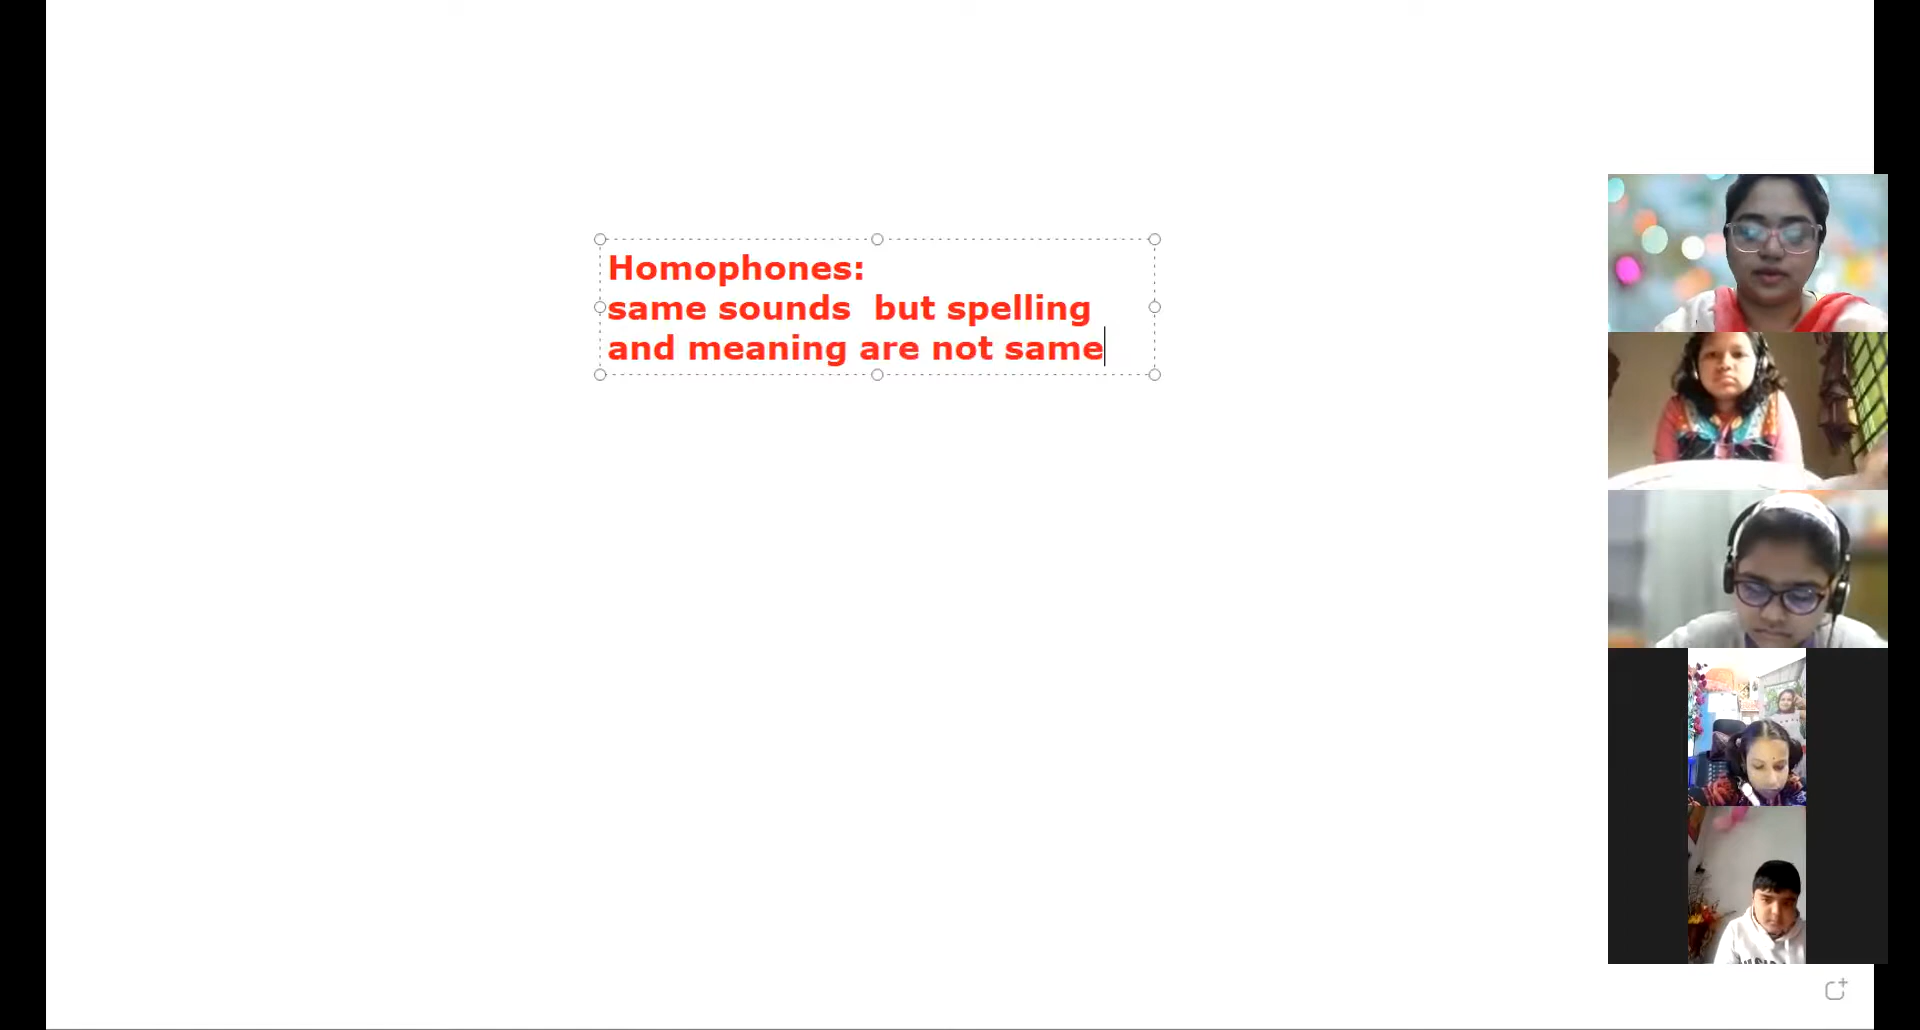 Homophones:
same sounds  but spelling
and meaning are not same